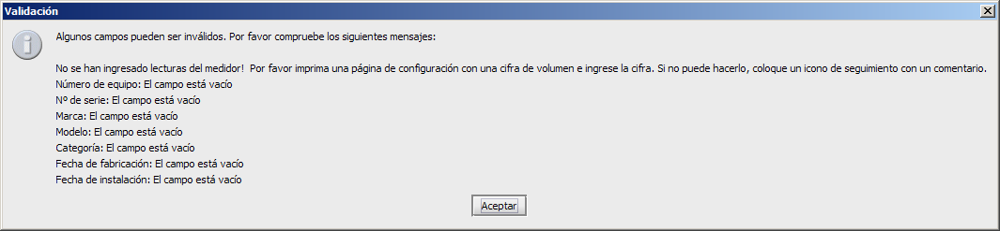 Validación
Algunos campos pueden ser inválidos. Por favor compruebe los siguientes mensajes:
No se han ingresado lecturas del medidor!  Por favor imprima una página de configuración con una cifra de volumen e ingrese la cifra. Si no puede hacerlo, coloque un icono de seguimiento con un comentario.
Número de equipo: El campo está vacío
Nº de serie: El campo está vacío
Marca: El campo está vacío
Modelo: El campo está vacío
Categoría: El campo está vacío
Fecha de fabricación: El campo está vacío
Fecha de instalación: El campo está vacío
Aceptar